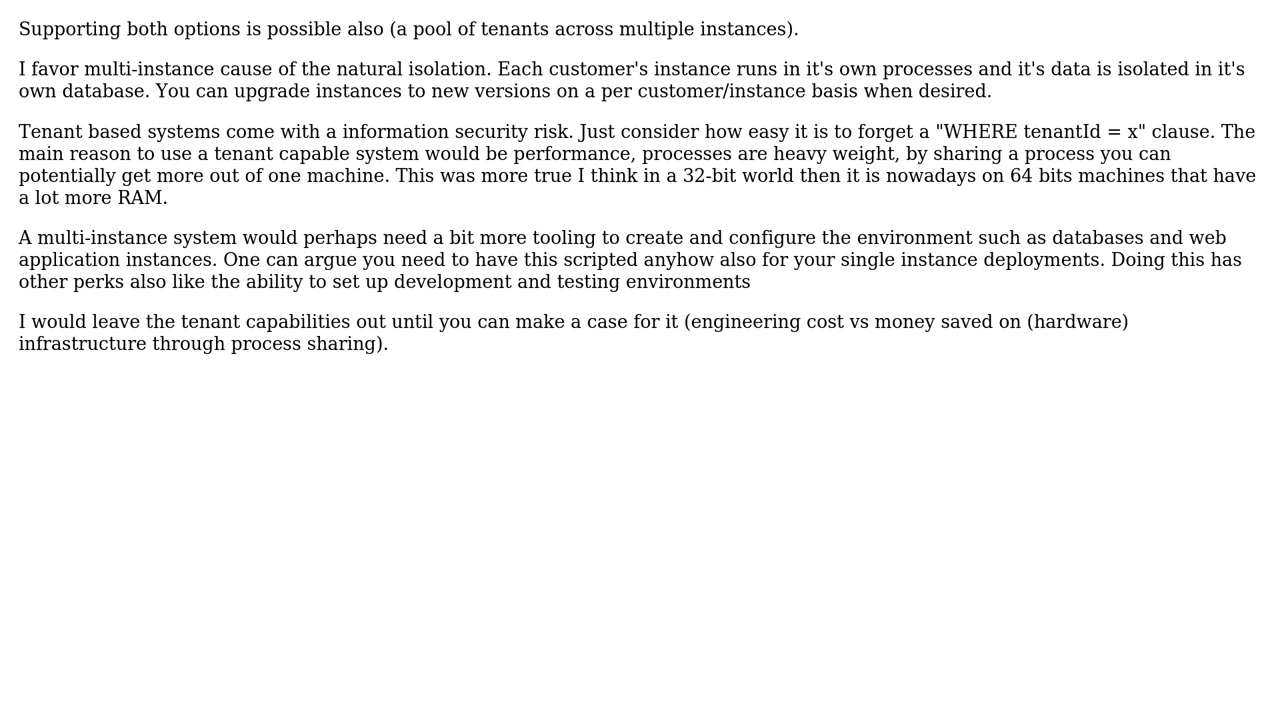 Supporting both options is possible also (a pool of tenants across multiple instances).
I favor multi-instance cause of the natural isolation. Each customer's instance runs in it's own processes and it's data is isolated in it's
own database. You can upgrade instances to new versions on a per customer/instance basis when desired.
Tenant based systems come with a information security risk. Just consider how easy it is to forget a "WHERE tenantId = x" clause. The
main reason to use a tenant capable system would be performance, processes are heavy weight, by sharing a process you can
potentially get more out of one machine. This was more true I think in a 32-bit world then it is nowadays on 64 bits machines that have
a lot more RAM.
A multi-instance system would perhaps need a bit more tooling to create and configure the environment such as databases and web
application instances. One can argue you need to have this scripted anyhow also for your single instance deployments. Doing this has
other perks also like the ability to set up development and testing environments
I would leave the tenant capabilities out until you can make a case for it (engineering cost vs money saved on (hardware)
infrastructure through process sharing).